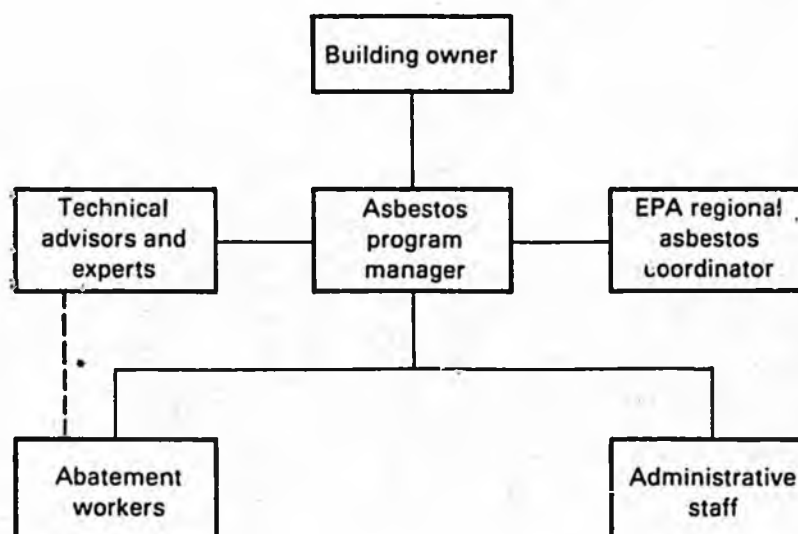 Building owner
Technical
advisors and
experts
Asbestos
program
manager
EPA regional
asbestos
coordinator
Abatement
workers
Administrative
staff